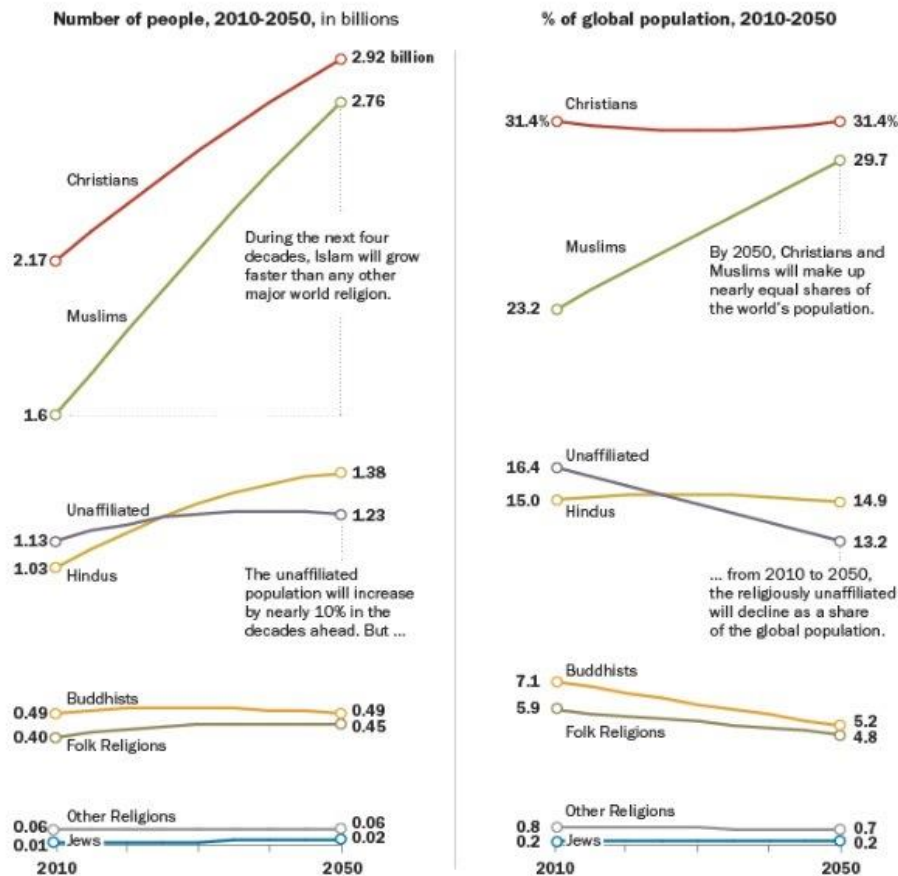 Number of people, 2010-2050, in billions
2.92 billion
2.76
Christians
2.17
During the next four
decades, Islam will grow
faster than any other
major world religion.
Muslims
1.6
1.38
Unaffiliated
1.23
1.13
1.03
Hindus
The unaffiliated
population will increase
by nearly 10% in the
decades ahead. But ...
Buddhists
0.49
0.49
0.45
0.40
Folk Religions
Other Religions
0.06
0.06
Jews
0.01
0.02
2010
2050
% of global population, 2010-2050
Christians
31.4%
31.4%
29.7
Muslims
By 2050, Christians and
Muslims will make up
nearly equal shares of
the world's population.
23.2
Unaffiliated
16.4
15.0
Hindus
14.9
13.2
... from 2010 to 2050,
the religiously unaffiliated
will decline as a share
of the global population.
Buddhists
7.1
5.9
Folk Religions
5.2
4.8
Other Religions
0.8
0.7
0.2
Jews
0.2
2010
2050